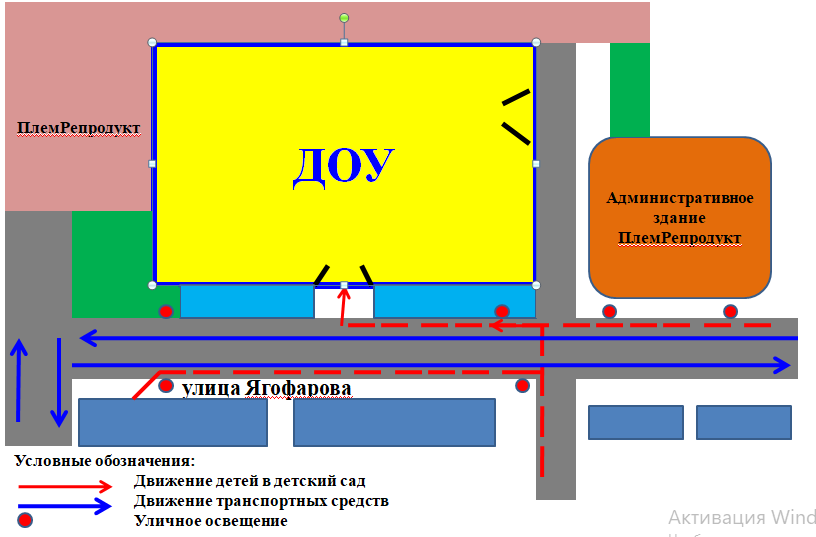 ПлемРепродукт
ДОУ
Административное
здание
ПлемРепродукт
улица Ягофарова
Условные обозначения:
Движение детей в детский сад
Движение транспортных средств
Уличное освещение
Активация Wind